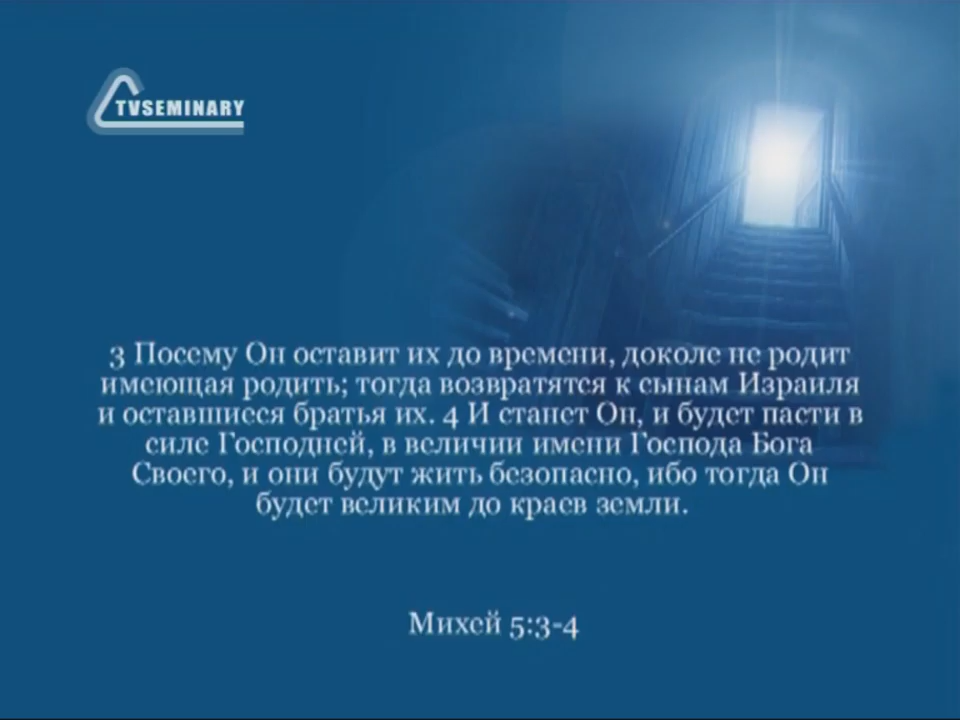 TVSEMINARY
3 Посему Он оставит их до времени, доколе не родит
имеющая родить; тогда возвратятся к сынам Израиля
и оставшиеся братья их. 4 И станет Он, и будет пасти в
силе Господней, в величии имени Господа Бога
Своего, и они будут жить безопасно, ибо тогда Он
будет великим до краев земли.
Михей 5:3-4